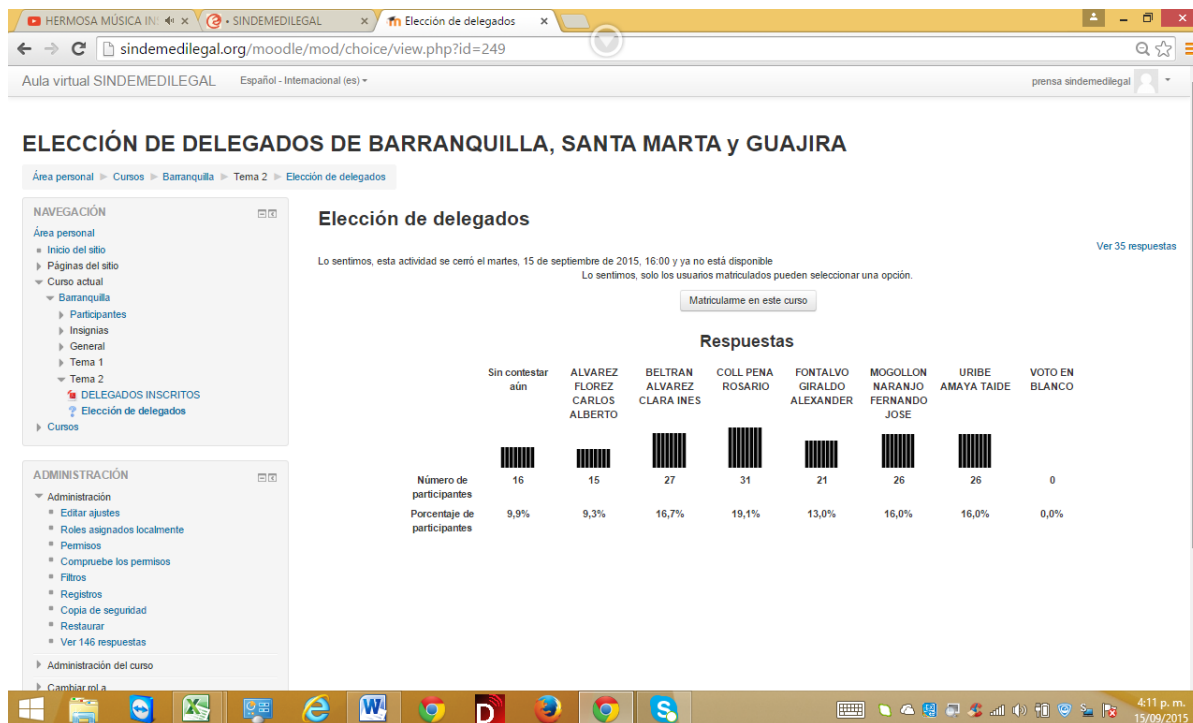 HERMOSA MÚSICA IN
• SINDEMEDILEGAL
Elección de delegados
sindemedilegal.org/moodle/mod/choice/view.php?id=249
Aula virtual SINDEMEDILEGAL
Español - Internacional (es)
prensa sindemedilegal
ELECCIÓN DE DELEGADOS DE BARRANQUILLA, SANTA MARTA y GUAJIRA
Área personal
Cursos
Barranquilla
Tema 2
Elección de delegados
NAVEGACIÓN
Área personal
Inicio del sitio
Páginas del sitio
Curso actual
Barranquilla
Participantes
Insignias
General
Tema 1
Tema 2
DELEGADOS INSCRITOS
Elección de delegados
Cursos
ADMINISTRACIÓN
Administración
Editar ajustes
Roles asignados localmente
Permisos
Compruebe los permisos
Filtros
Registros
Copia de seguridad
Restaurar
Ver 146 respuestas
Administración del curso
Cambiar rol a
Elección de delegados
Ver 35 respuestas
Lo sentimos, esta actividad se cerró el martes, 15 de septiembre de 2015, 16:00 y ya no está disponible
Lo sentimos, solo los usuarios matriculados pueden seleccionar una opción.
Matricularme en este curso
Respuestas
Sin contestar aún
ALVAREZ FLOREZ CARLOS ALBERTO
BELTRAN ALVAREZ CLARA INES
COLL PENA ROSARIO
FONTALVO GIRALDO ALEXANDER
MOGOLLON NARANJO FERNANDO JOSE
URIBE AMAYA TAIDE
VOTO EN BLANCO
Número de participantes 16 15 27 31 21 26 26 0
Porcentaje de participantes 9,9% 9,3% 16,7% 19,1% 13,0% 16,0% 16,0% 0,0%
4:11 p. m.
15/09/2015